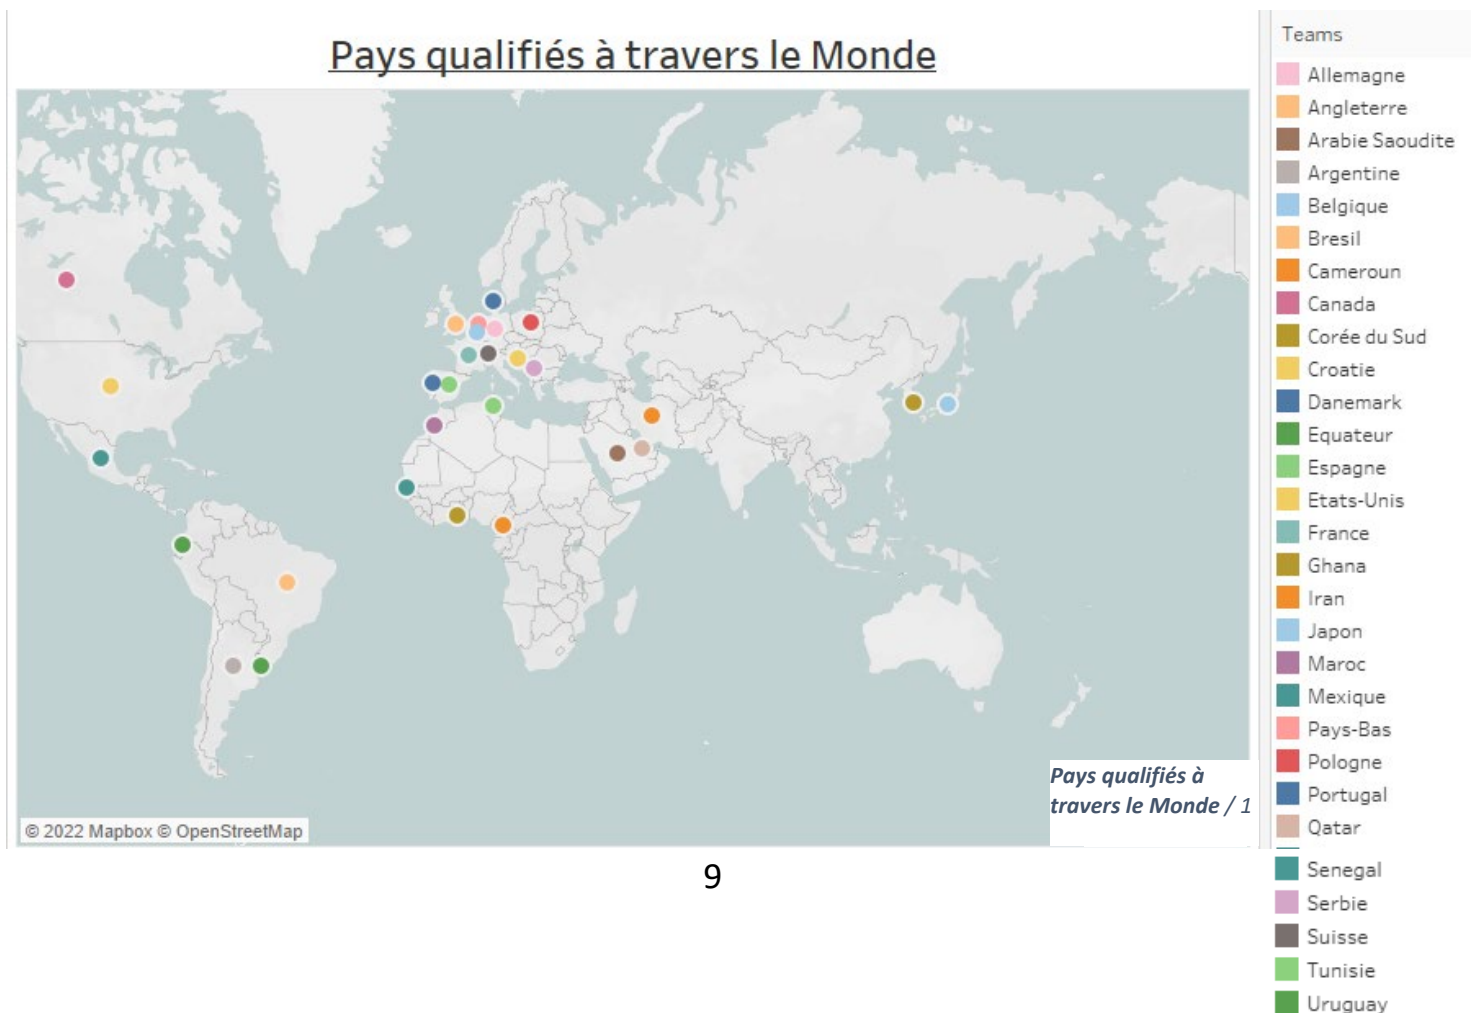 Pays qualifiés à travers le Monde
Teams
Allemagne
Angleterre
Arabie Saoudite
Argentine
Belgique
Bresil
Cameroun
Canada
Corée du Sud
Croatie
Danemark
Equateur
Espagne
Etats-Unis
France
Ghana
Iran
Japon
Maroc
Mexique
Pays-Bas
Pologne
Portugal
Qatar
Senegal
Serbie
Suisse
Tunisie
Uruguay
Pays qualifiés à
travers le Monde / 1
© 2022 Mapbox © OpenStreetMap
9